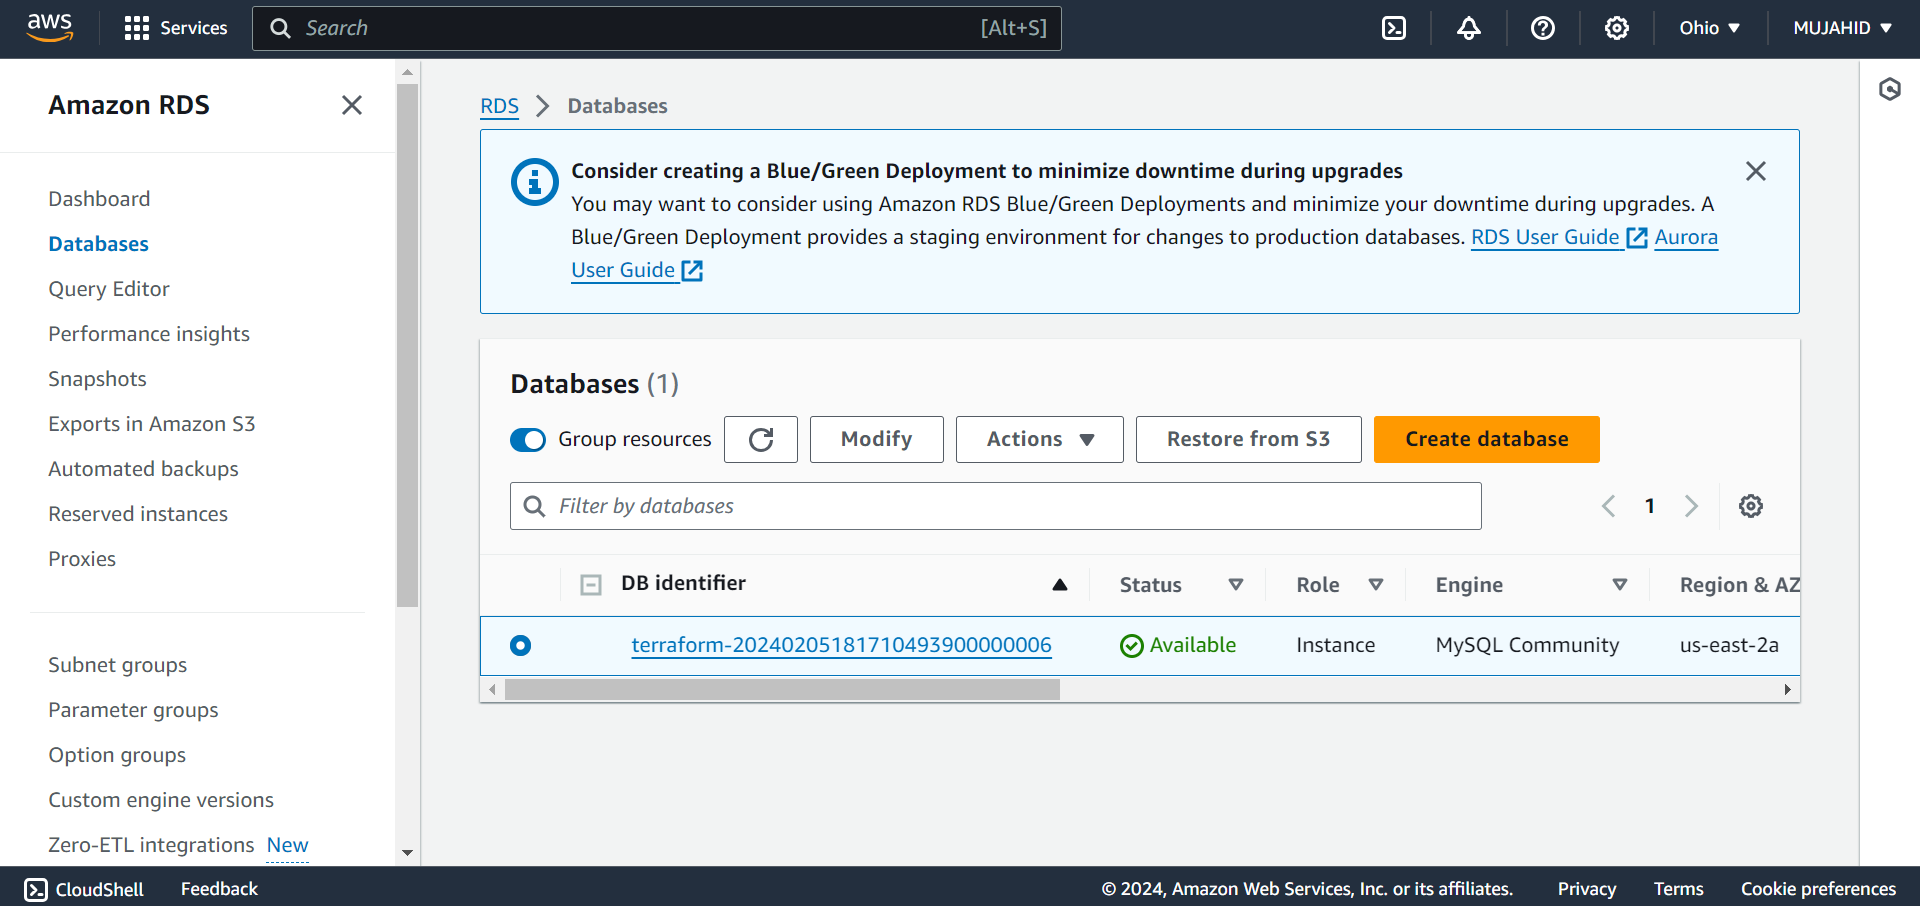 aws
Services
Search
[Alt+S]
Ohio
MUJAHID
Amazon RDS
Dashboard
Databases
Query Editor
Performance insights
Snapshots
Exports in Amazon S3
Automated backups
Reserved instances
Proxies
Subnet groups
Parameter groups
Option groups
Custom engine versions
Zero-ETL integrations New
RDS
Databases
Consider creating a Blue/Green Deployment to minimize downtime during upgrades
You may want to consider using Amazon RDS Blue/Green Deployments and minimize your downtime during upgrades. A
Blue/Green Deployment provides a staging environment for changes to production databases. RDS User Guide Aurora
User Guide
Databases (1)
Group resources
Modify
Actions
Restore from S3
Create database
Filter by databases
1
DB identifier
Status
Role
Engine
Region & AZ
terraform-20240205181710493900000006
Available
Instance
MySQL Community
us-east-2a
CloudShell
Feedback
© 2024, Amazon Web Services, Inc. or its affiliates.
Privacy
Terms
Cookie preferences